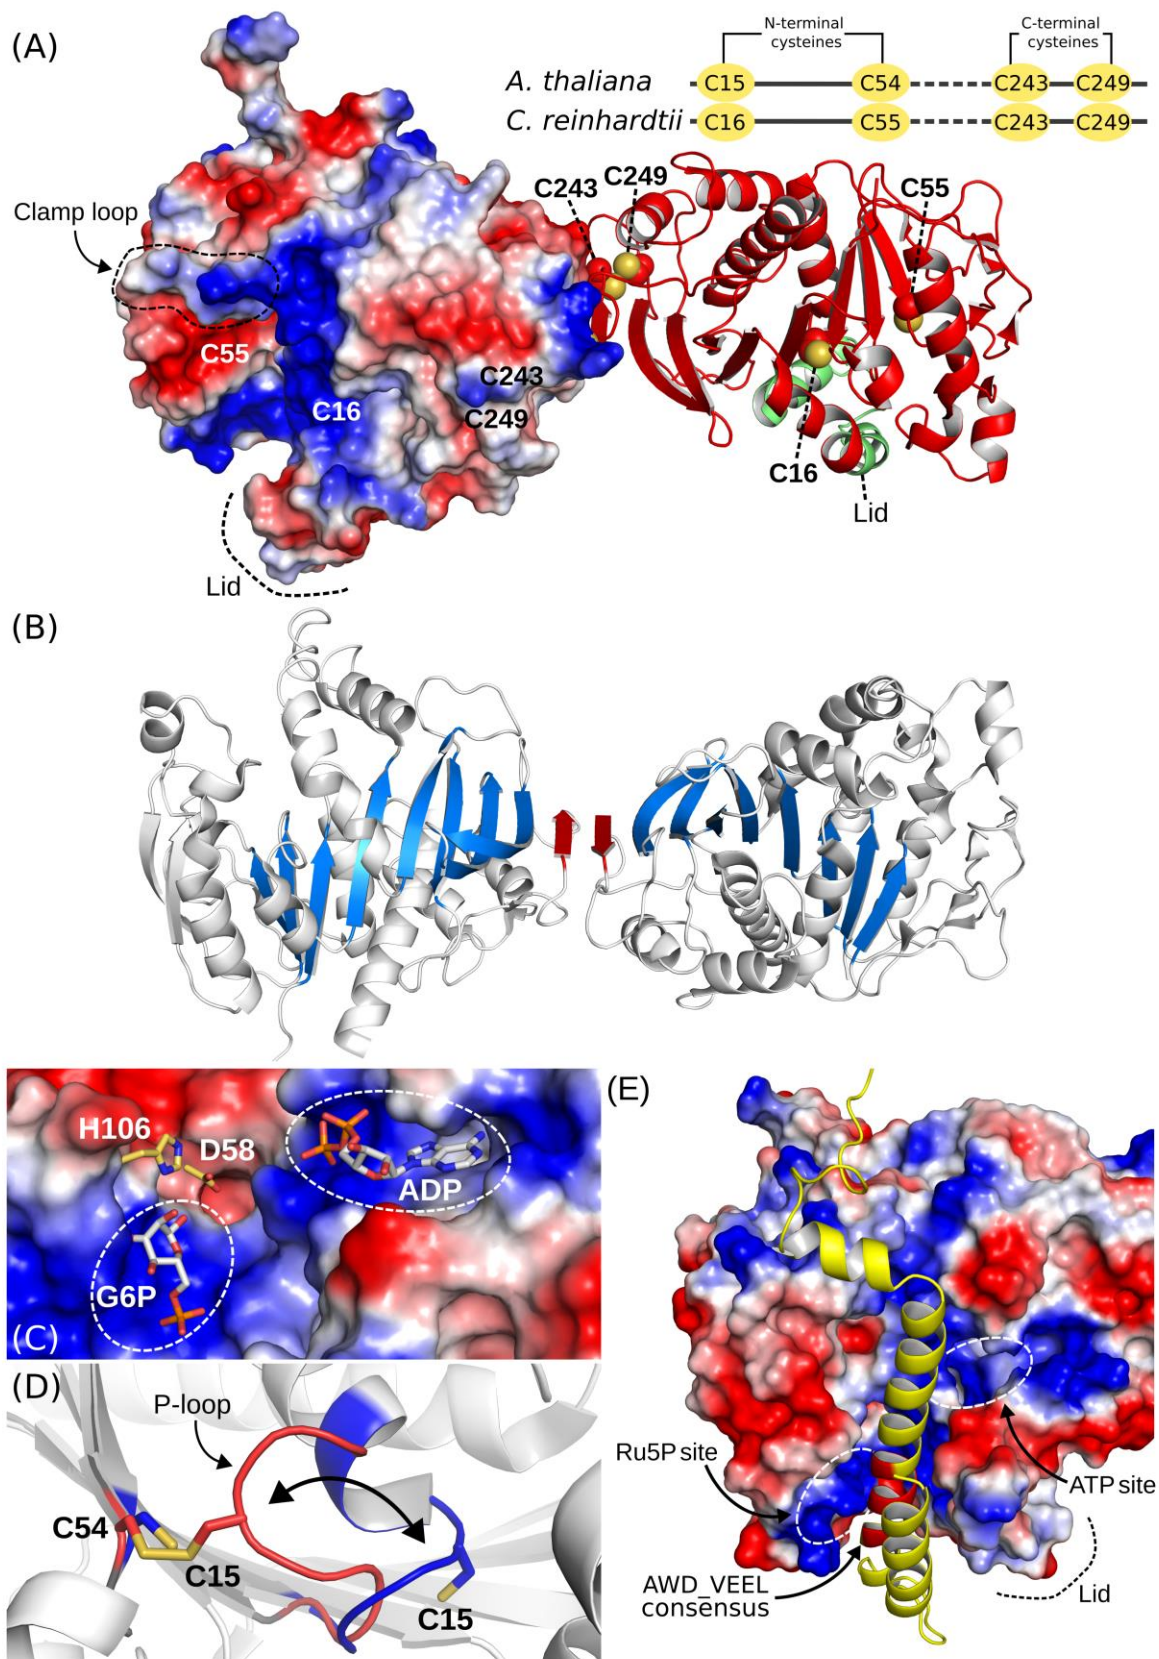 (A)
N-terminal
cysteines
C-terminal
cysteines
A. thaliana
C15
C54
C243
C249
C. reinhardtii
C16
C55
C243
C249
Clamp loop
C55
C16
C243
C249
Lid
C243
C249
C55
C16
Lid
(B)
(C)
H106
D58
ADP
G6P
(D)
P-loop
C54
C15
C15
(E)
Ru5P site
ATP site
AWD_VEEL
consensus
Lid